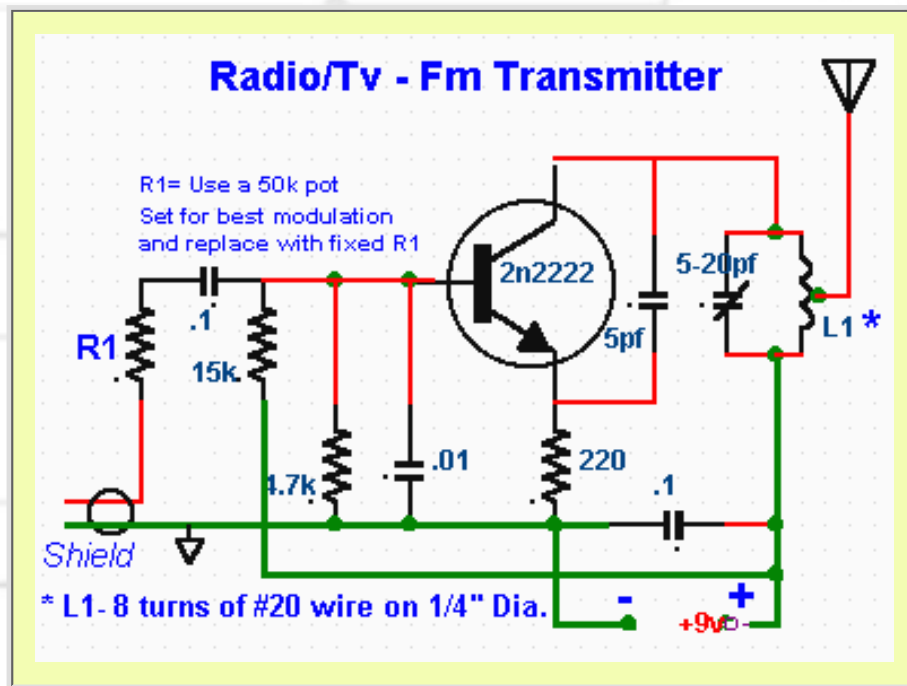 Radio/Tv - Fm Transmitter
R1= Use a 50k pot
Set for best modulation
and replace with fixed R1
2n2222
5-20pf
.1
R1
15k
5pf
L1 *
4.7k
.01
220
.1
Shield
* L1- 8 turns of #20 wire on 1/4" Dia.
- +
+9v